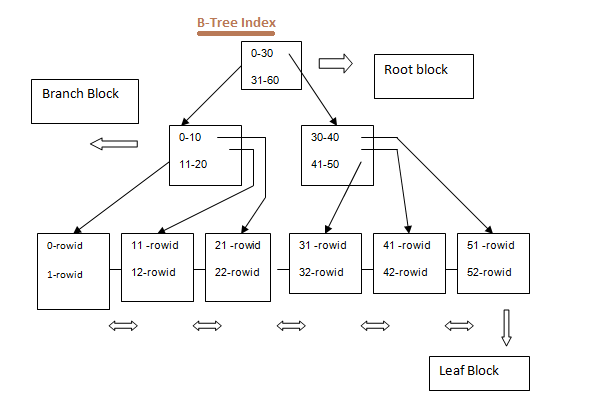 B-Tree Index
0-30
31-60
Root block
Branch Block
0-10
11-20
30-40
41-50
0-rowid
1-rowid
11 -rowid
12-rowid
21 -rowid
22-rowid
31 -rowid
32-rowid
41 -rowid
42-rowid
51 -rowid
52-rowid
Leaf Block